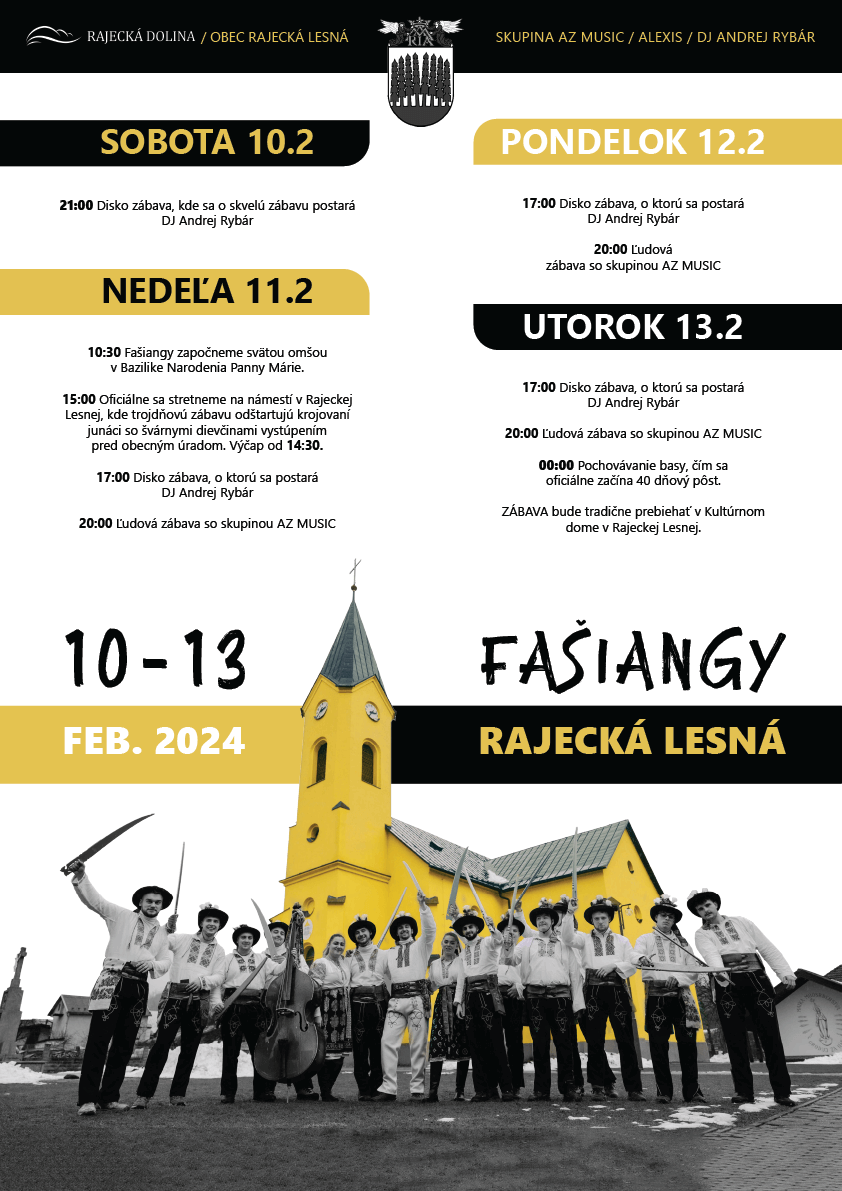 RAJECKÁ DOLINA / OBEC RAJECKÁ LESNÁ
SKUPINA AZ MUSIC / ALEXIS / DJ ANDREJ RYBÁR
SOBOTA 10.2
21:00 Disko zábava, kde sa o skvelú zábavu postará
DJ Andrej Rybár
NEDEĽA 11.2
10:30 Fašiangy započneme svätou omšou
v Bazilike Narodenia Panny Márie.
15:00 Oficiálne sa stretneme na námestí v Rajeckej
Lesnej, kde trojdňovú zábavu odštartujú krojovaní
junáci so švárnymi dievčinami vystúpením
pred obecným úradom. Výčap od 14:30.
17:00 Disko zábava, o ktorú sa postará
DJ Andrej Rybár
20:00 Ľudová zábava so skupinou AZ MUSIC
PONDELOK 12.2
17:00 Disko zábava, o ktorú sa postará
DJ Andrej Rybár
20:00 Ľudová
zábava so skupinou AZ MUSIC
UTOROK 13.2
17:00 Disko zábava, o ktorú sa postará
DJ Andrej Rybár
20:00 Ľudová zábava so skupinou AZ MUSIC
00:00 Pochovávanie basy, čím sa
oficiálne začína 40 dňový pôst.
ZÁBAVA bude tradične prebiehať v Kultúrnom
dome v Rajeckej Lesnej.
10-13
FEB. 2024
FAŠIANGY
RAJECKÁ LESNÁ